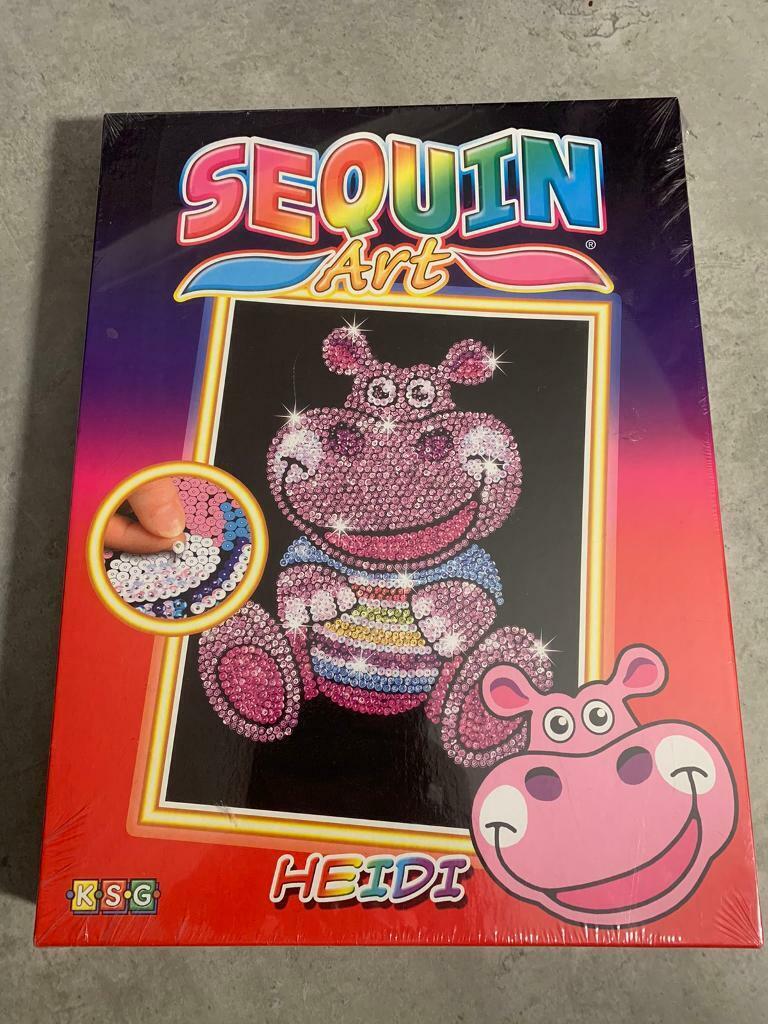 SEQUIN
Art
®
HEIDI
K·S·G